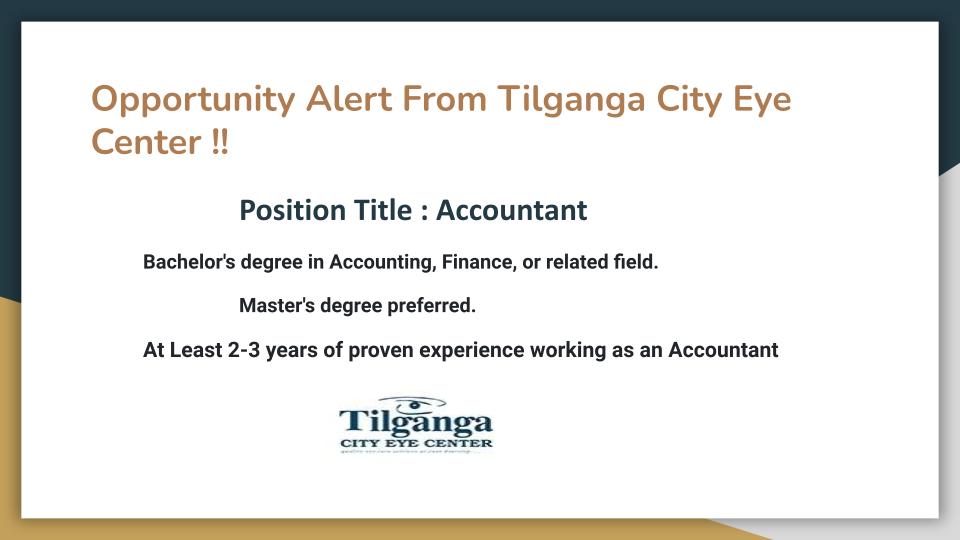 Opportunity Alert From Tilganga City Eye
Center !!
Position Title : Accountant
Bachelor's degree in Accounting, Finance, or related field.
Master's degree preferred.
At Least 2-3 years of proven experience working as an Accountant
Tilganga
CITY EYE CENTER